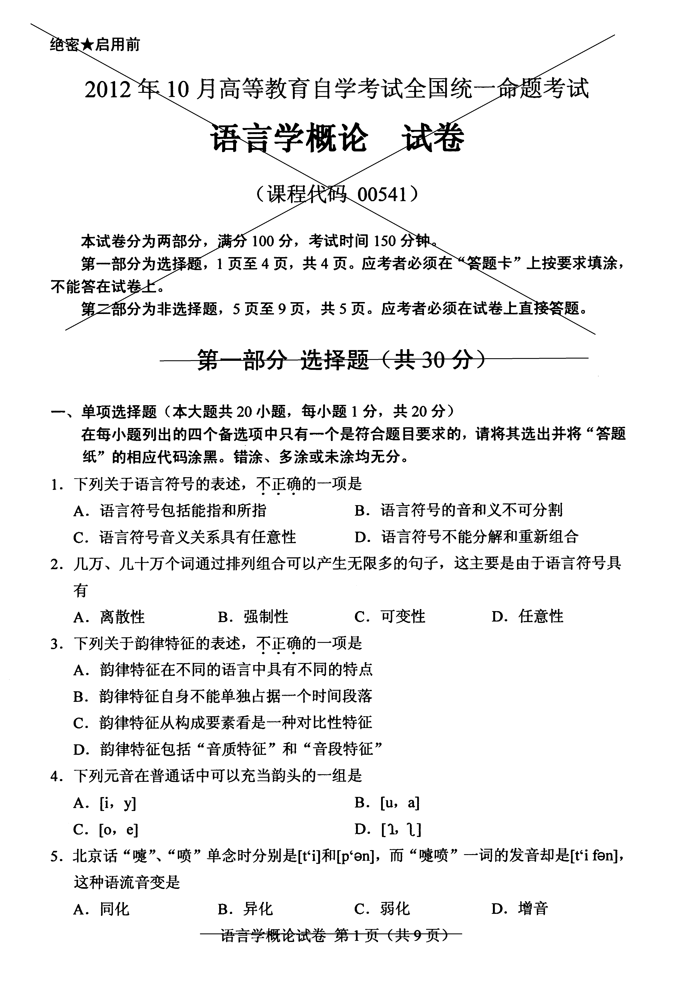 绝密★启用前
2012 年 10 月高等教育自学考试全国统一命题考试
语言学概论 试卷
（课程代码 00541）
本试卷分为两部分，满分 100 分，考试时间 150 分钟。
第一部分为选择题，1 页至 4 页，共 4 页。应考者必须在“答题卡”上按要求填涂，
不能答在试卷上。
第二部分为非选择题，5 页至 9 页，共 5 页。应考者必须在试卷上直接答题。
第一部分 选择题（共 30 分）
一、单项选择题（本大题共 20 小题，每小题 1 分，共 20 分）
在每小题列出的四个备选项中只有一个是符合题目要求的，请将其选出并将“答题
纸”的相应代码涂黑。错涂、多涂或未涂均无分。
1．下列关于语言符号的表述，不正确的一项是
A．语言符号包括能指和所指 B．语言符号的音和义不可分割
C．语言符号音义关系具有任意性 D．语言符号不能分解和重新组合
2．几万、几十万个词通过排列组合可以产生无限多的句子，这主要是由于语言符号具
有
A．离散性 B．强制性 C．可变性 D．任意性
3．下列关于韵律特征的表述，不正确的一项是
A．韵律特征在不同的语言中具有不同的特点
B．韵律特征自身不能单独占据一个时间段落
C．韵律特征从构成要素看是一种对比性特征
D．韵律特征包括“音质特征”和“音段特征”
4．下列元音在普通话中可以充当韵头的一组是
A．[i，y] B．[u，a]
C．[o，e] D．[ɿ，ʅ]
5．北京话“嚏”、“喷”单念时分别是[t‘i]和[p‘ən]，而“嚏喷”一词的发音却是[t‘i fən]，
这种语流音变是
A．同化 B．异化 C．弱化 D．增音
语言学概论试卷 第 1 页（共 9 页）